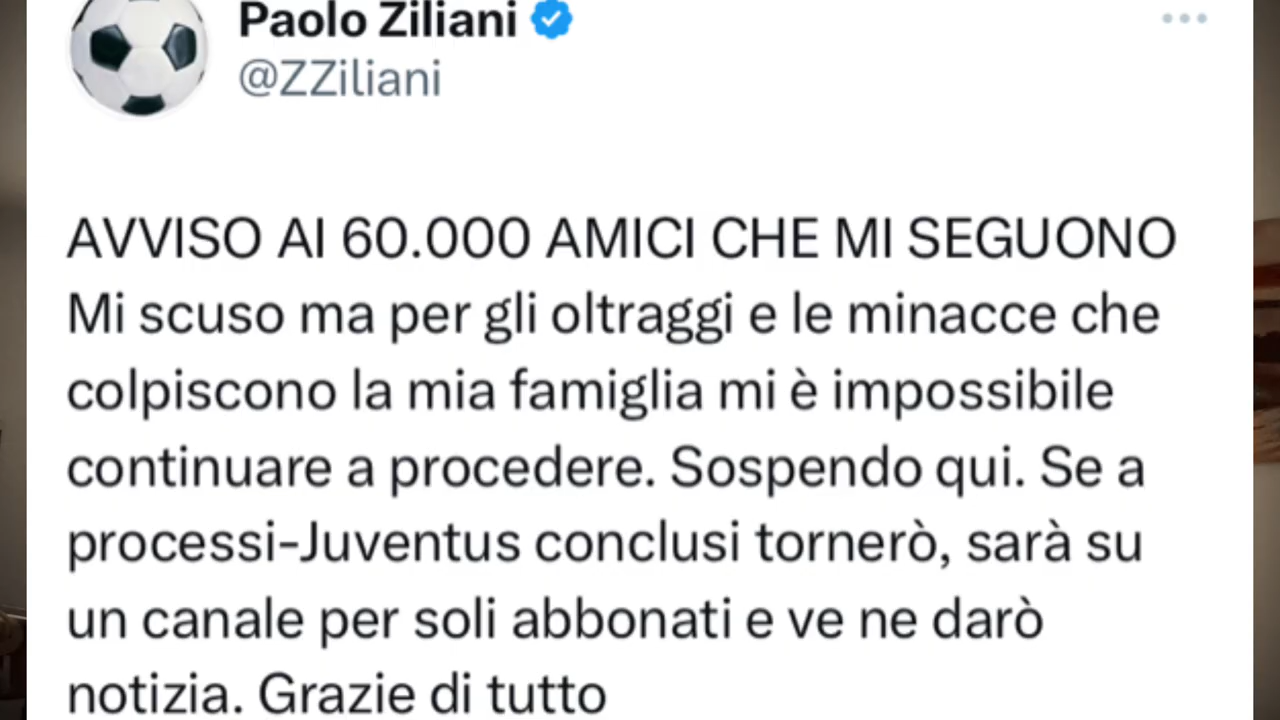 Paolo Ziliani
@ZZiliani
AVVISO AI 60.000 AMICI CHE MI SEGUONO
Mi scuso ma per gli oltraggi e le minacce che
colpiscono la mia famiglia mi è impossibile
continuare a procedere. Sospendo qui. Se a
processi-Juventus conclusi tornerò, sarà su
un canale per soli abbonati e ve ne darò
notizia. Grazie di tutto